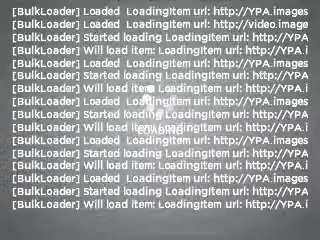 [BulkLoader] Loaded  LoadingItem url: http://YPA.images
[BulkLoader] Loaded  LoadingItem url: http://video.image
[BulkLoader] Started loading LoadingItem url: http://YPA
[BulkLoader] Will load item: LoadingItem url: http://YPA.i
[BulkLoader] Loaded  LoadingItem url: http://YPA.images
[BulkLoader] Started loading LoadingItem url: http://YPA
[BulkLoader] Will load item: LoadingItem url: http://YPA.i
[BulkLoader] Loaded  LoadingItem url: http://YPA.images
[BulkLoader] Started loading LoadingItem url: http://YPA
[BulkLoader] Will load item: LoadingItem url: http://YPA.i
LOADING
[BulkLoader] Loaded  LoadingItem url: http://YPA.images
[BulkLoader] Started loading LoadingItem url: http://YPA
[BulkLoader] Will load item: LoadingItem url: http://YPA.i
[BulkLoader] Loaded  LoadingItem url: http://YPA.images
[BulkLoader] Started loading LoadingItem url: http://YPA
[BulkLoader] Will load item: LoadingItem url: http://YPA.i